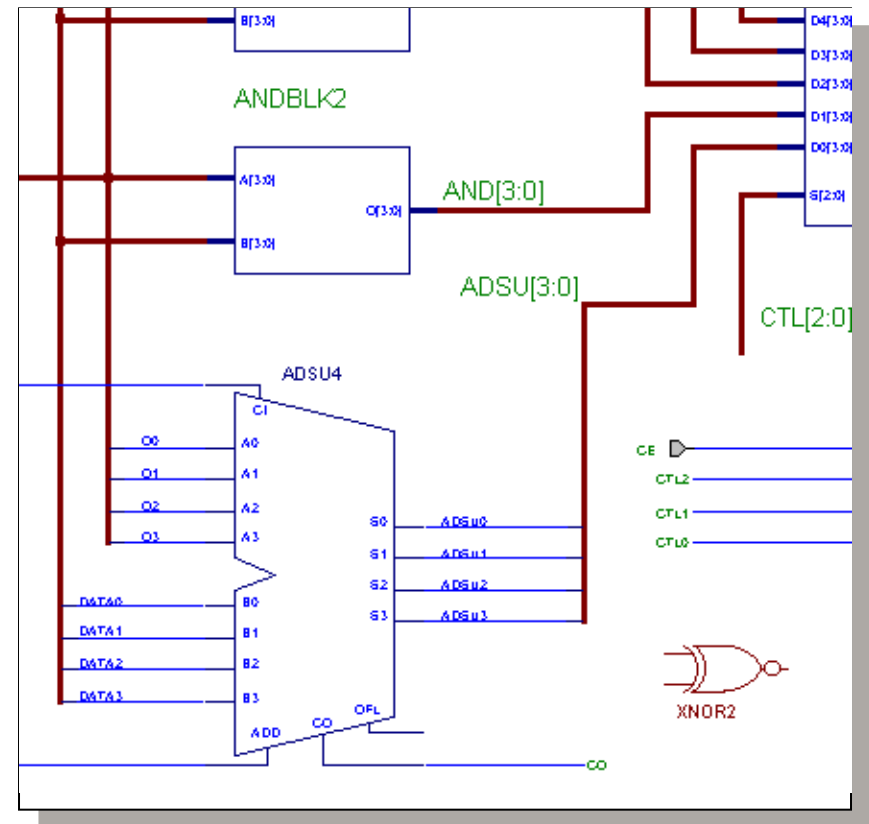 B[3:0]
D4[3:0]
D3[3:0]
D2[3:0]
D1[3:0]
D0[3:0]
S[2:0]
ANDBLK2
A[3:0]
O[3:0]
B[3:0]
AND[3:0]
ADSU[3:0]
CTL[2:0]
ADSU4
CI
O0 A0
O1 A1
O2 A2
O3 A3
S0 ADSU0
S1 ADSU1
S2 ADSU2
S3 ADSU3
DATA0 B0
DATA1 B1
DATA2 B2
DATA3 B3
ADD
CO
OFL
CO
CE
CTL2
CTL1
CTL0
XNOR2